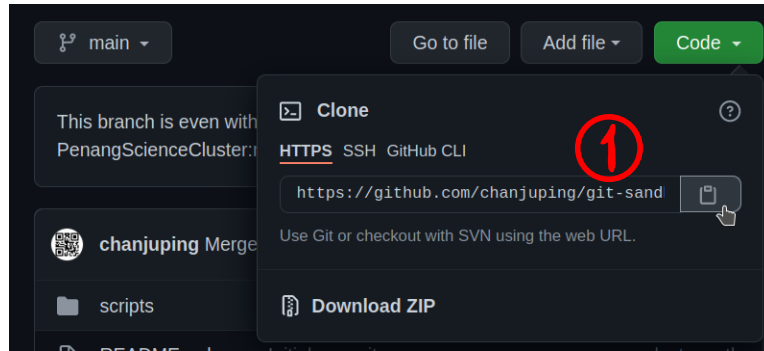 main
Go to file
Add file
Code
This branch is even with
PenangScienceCluster:
Clone
HTTPS SSH GitHub CLI
1
https://github.com/chanjuping/git-sand
Use Git or checkout with SVN using the web URL.
chanjuping Merge
scripts
Download ZIP